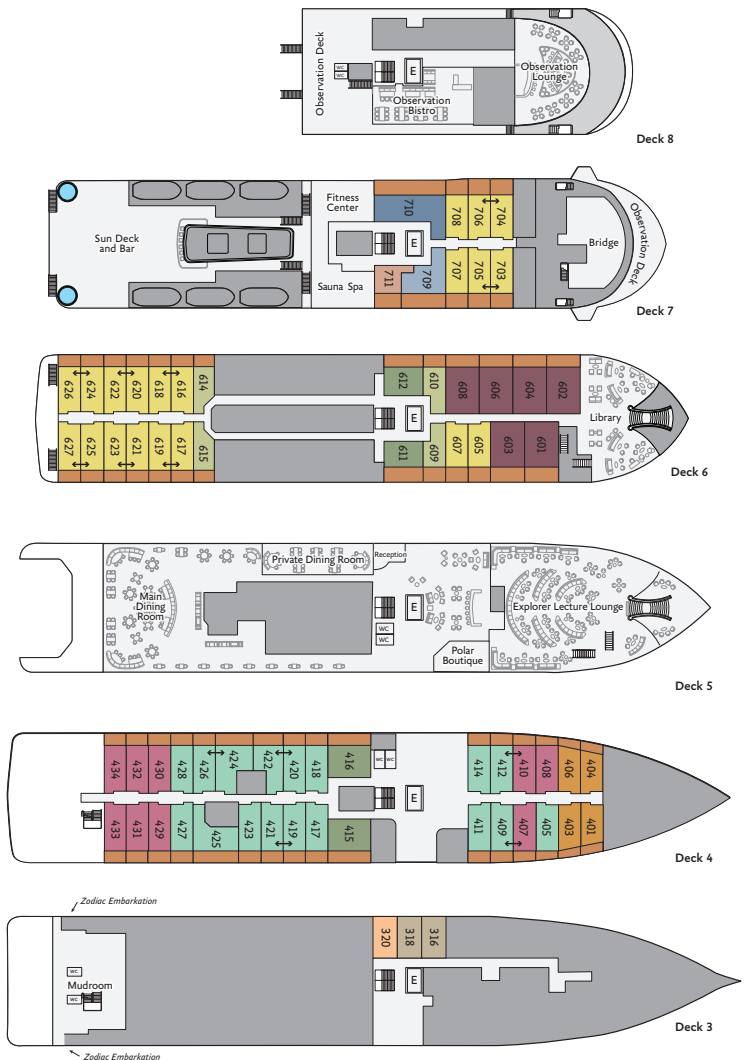 Observation Deck
WC
WC
E
Observation
Lounge
Observation
Bistro
Deck 8
Fitness
Center
710
708
706
704
Sun Deck
and Bar
E
Bridge
Observation Deck
Sauna Spa
711
709
707
705
703
Deck 7
626
624
622
620
618
616
614
612
610
608
606
604
602
E
Library
627
625
623
621
619
617
615
611
609
607
605
603
601
Deck 6
Private Dining Room
Reception
Main
Dining
Room
E
Explorer Lecture Lounge
WC
WC
Polar
Boutique
Deck 5
434
432
430
428
426
424
422
420
418
416
WC
WC
414
412
410
408
406
404
E
433
431
429
427
425
423
421
419
417
415
411
409
407
405
403
401
Deck 4
Zodiac Embarkation
320
318
316
WC
Mudroom
WC
E
Deck 3
Zodiac Embarkation